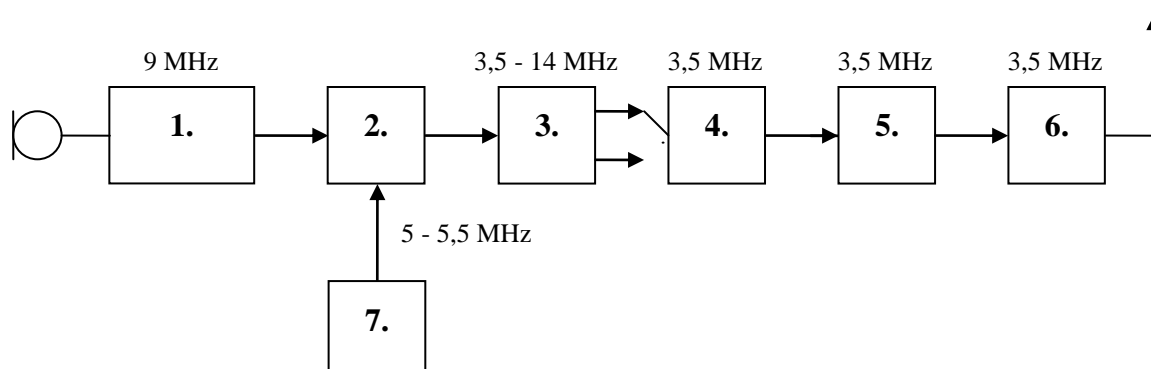 9 MHz
3,5 - 14 MHz
3,5 MHz
3,5 MHz
3,5 MHz
1.
2.
3.
4.
5.
6.
5 - 5,5 MHz
7.